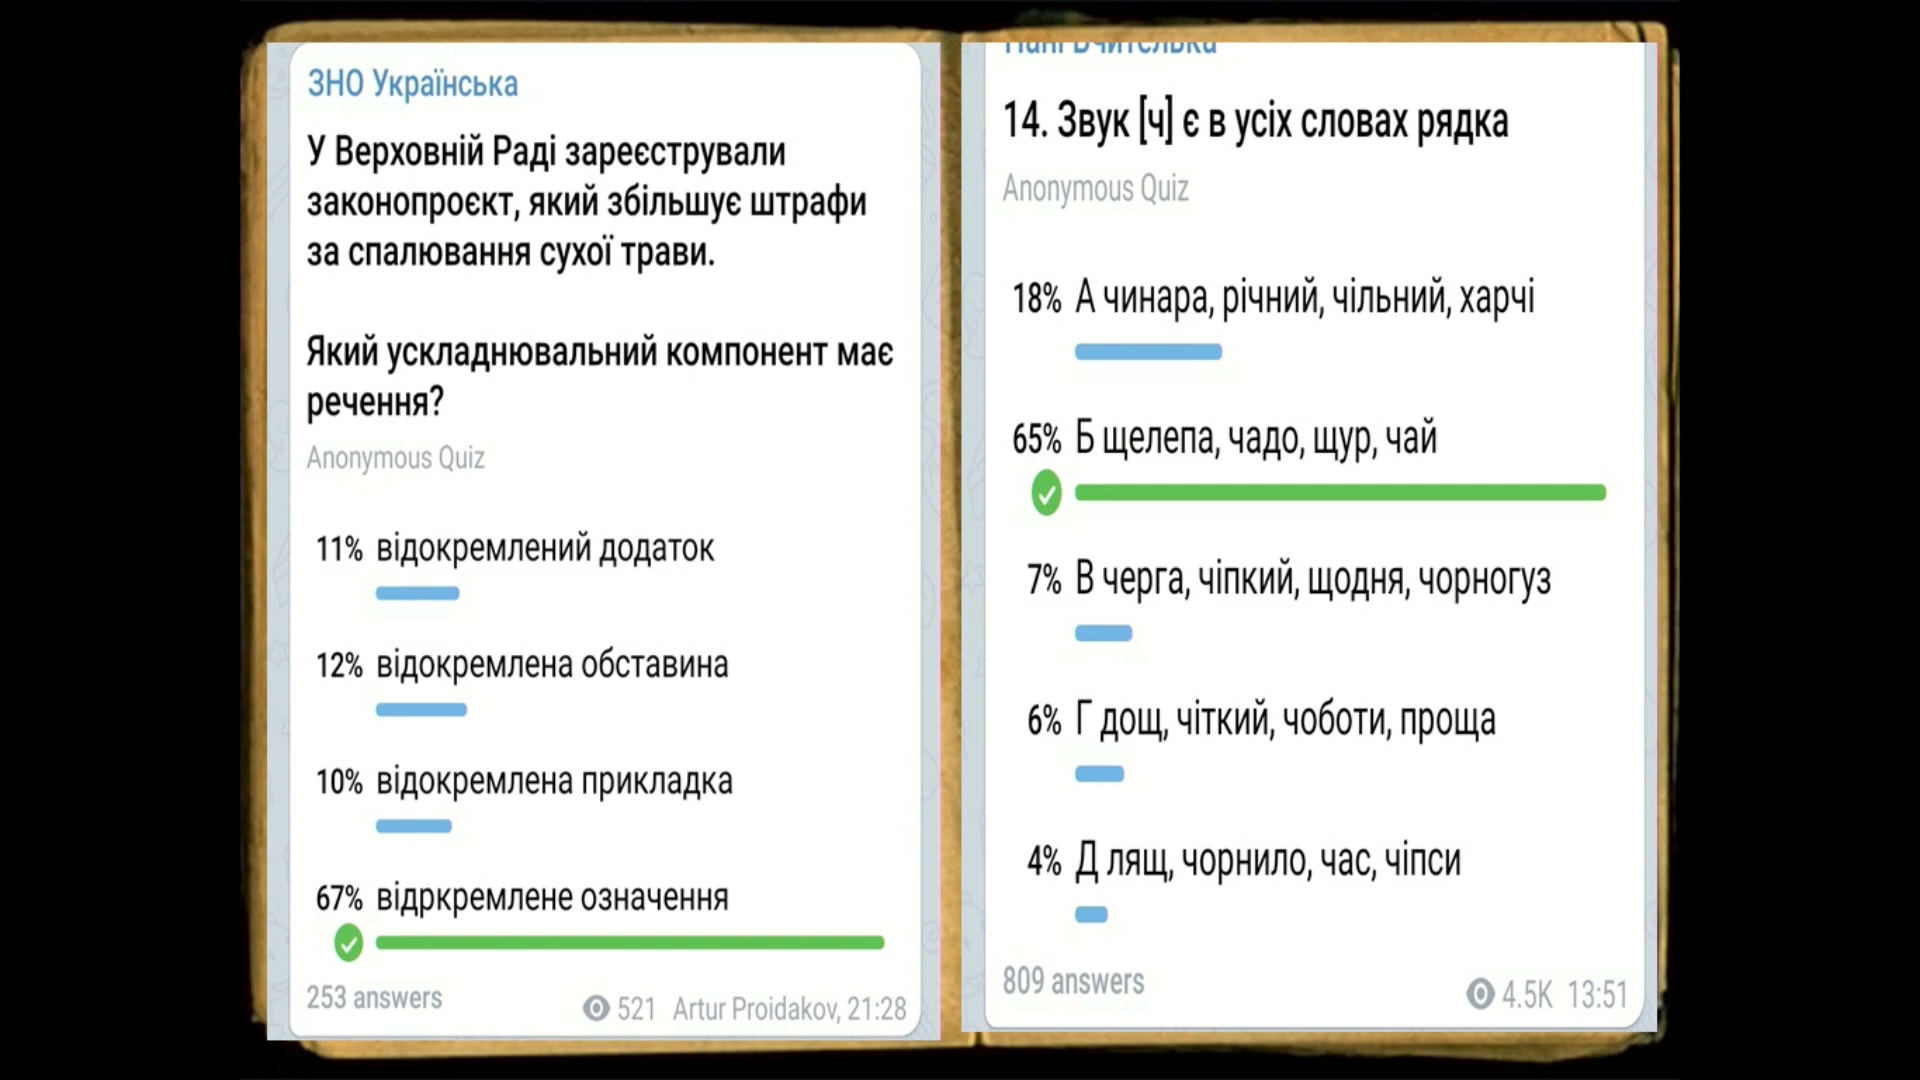 ЗНО Українська
У Верховній Раді зареєстрували
законопроєкт, який збільшує штрафи
за спалювання сухої трави.
Який ускладнювальний компонент має
речення?
Anonymous Quiz
11% відокремлений додаток
12% відокремлена обставина
10% відокремлена прикладка
67% відркремлене означення
253 answers
521 Artur Proidakov, 21:28
Пані Вчителька
14. Звук [ч] є в усіх словах рядка
Anonymous Quiz
18% А чинара, річний, чільний, харчі
65% Б щелепа, чадо, щур, чай
7% В черга, чіпкий, щодня, чорногуз
6% Г дощ, чіткий, чоботи, проща
4% Д лящ, чорнило, час, чіпси
809 answers
4.5K 13:51